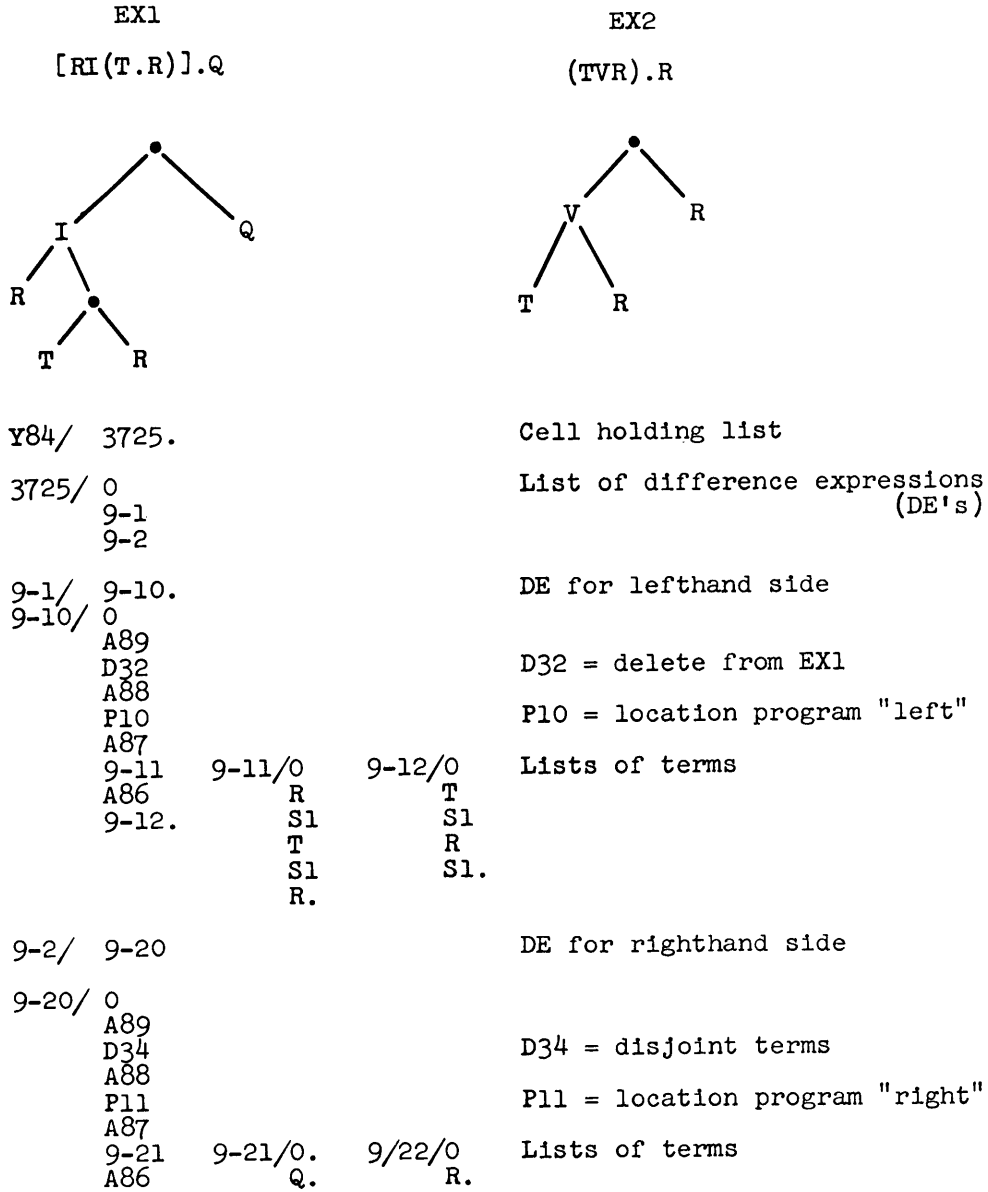 EX1 EX2
[RI(T.R)].Q (TVR).R
I Q V R
R T R
T R
Y84/ 3725. Cell holding list
3725/ 0 List of difference expressions
9-1 (DE's)
9-2
9-1/ 9-10. DE for lefthand side
9-10/ 0
A89
D32 D32 = delete from EX1
A88
P10 P10 = location program "left"
A87
9-11 9-11/0 9-12/0 Lists of terms
A86 R T
9-12. S1 S1
T R
S1 S1.
R.
9-2/ 9-20 DE for righthand side
9-20/ 0
A89
D34 D34 = disjoint terms
A88
P11 P11 = location program "right"
A87
9-21 9-21/0. 9/22/0 Lists of terms
A86 Q. R.